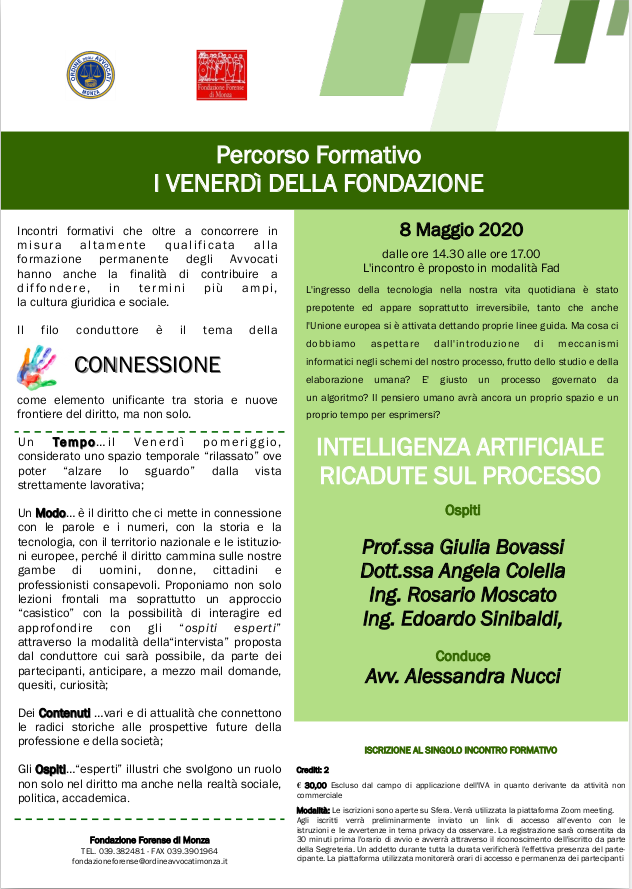 ORDINE DEGLI AVVOCATI
MONZA
Fondazione Forense
di Monza
Percorso Formativo
I VENERDì DELLA FONDAZIONE
Incontri formativi che oltre a concorrere in
misura altamente qualificata alla
formazione permanente degli Avvocati
hanno anche la finalità di contribuire a
diffondere, in termini più ampi,
la cultura giuridica e sociale.
Il filo conduttore è il tema della
CONNESSIONE
come elemento unificante tra storia e nuove
frontiere del diritto, ma non solo.
Un Tempo...il Venerdì pomeriggio,
considerato uno spazio temporale “rilassato” ove
poter “alzare lo sguardo” dalla vista
strettamente lavorativa;
Un Modo... è il diritto che ci mette in connessione
con le parole e i numeri, con la storia e la
tecnologia, con il territorio nazionale e le istituzio-
ni europee, perché il diritto cammina sulle nostre
gambe di uomini, donne, cittadini e
professionisti consapevoli. Proponiamo non solo
lezioni frontali ma soprattutto un approccio
“casistico” con la possibilità di interagire ed
approfondire con gli “ospiti esperti”
attraverso la modalità della“intervista” proposta
dal conduttore cui sarà possibile, da parte dei
partecipanti, anticipare, a mezzo mail domande,
quesiti, curiosità;
Dei Contenuti ...vari e di attualità che connettono
le radici storiche alle prospettive future della
professione e della società;
Gli Ospiti...“esperti” illustri che svolgono un ruolo
non solo nel diritto ma anche nella realtà sociale,
politica, accademica.
Fondazione Forense di Monza
TEL. 039.382481 - FAX 039.3901964
fondazioneforense@ordineavvocatimonza.it
8 Maggio 2020
dalle ore 14.30 alle ore 17.00
L'incontro è proposto in modalità Fad
L'ingresso della tecnologia nella nostra vita quotidiana è stato
prepotente ed appare soprattutto irreversibile, tanto che anche
l'Unione europea si è attivata dettando proprie linee guida. Ma cosa ci
dobbiamo aspettare dall'introduzione di meccanismi
informatici negli schemi del nostro processo, frutto dello studio e della
elaborazione umana? E' giusto un processo governato da
un algoritmo? Il pensiero umano avrà ancora un proprio spazio e un
proprio tempo per esprimersi?
INTELLIGENZA ARTIFICIALE
RICADUTE SUL PROCESSO
Ospiti
Prof.ssa Giulia Bovassi
Dott.ssa Angela Colella
Ing. Rosario Moscato
Ing. Edoardo Sinibaldi,
Conduce
Avv. Alessandra Nucci
ISCRIZIONE AL SINGOLO INCONTRO FORMATIVO
Crediti: 2
€ 30,00 Escluso dal campo di applicazione dell'IVA in quanto derivante da attività non
commerciale
Modalità: Le iscrizioni sono aperte su Sfera. Verrà utilizzata la piattaforma Zoom meeting.
Agli iscritti verrà preliminarmente inviato un link di accesso all'evento con le
istruzioni e le avvertenze in tema privacy da osservare. La registrazione sarà consentita da
30 minuti prima l'orario di avvio e avverrà attraverso il riconoscimento dell'iscritto da parte
della Segreteria. Un addetto durante tutta la durata verificherà l'effettiva presenza del parte-
cipante. La piattaforma utilizzata monitorerà orari di accesso e permanenza dei partecipanti